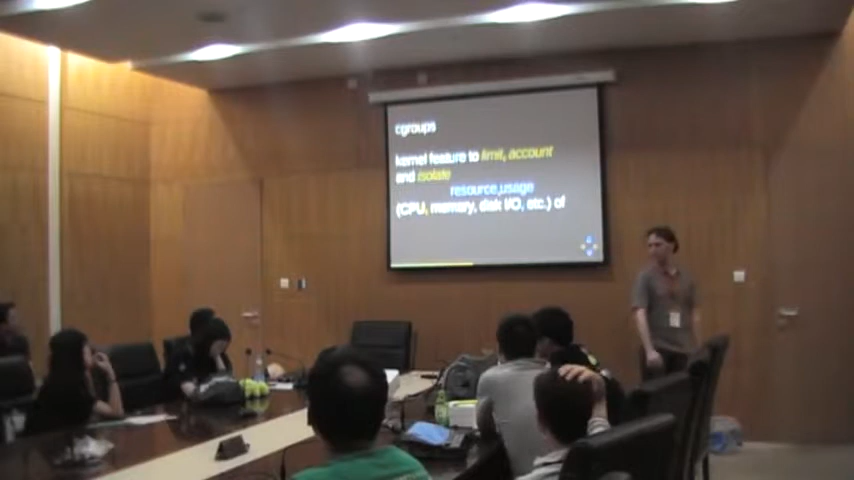 cgroups
kernel feature to limit, account
and isolate
resource,usage
(CPU, memory, disk I/O, etc.) of